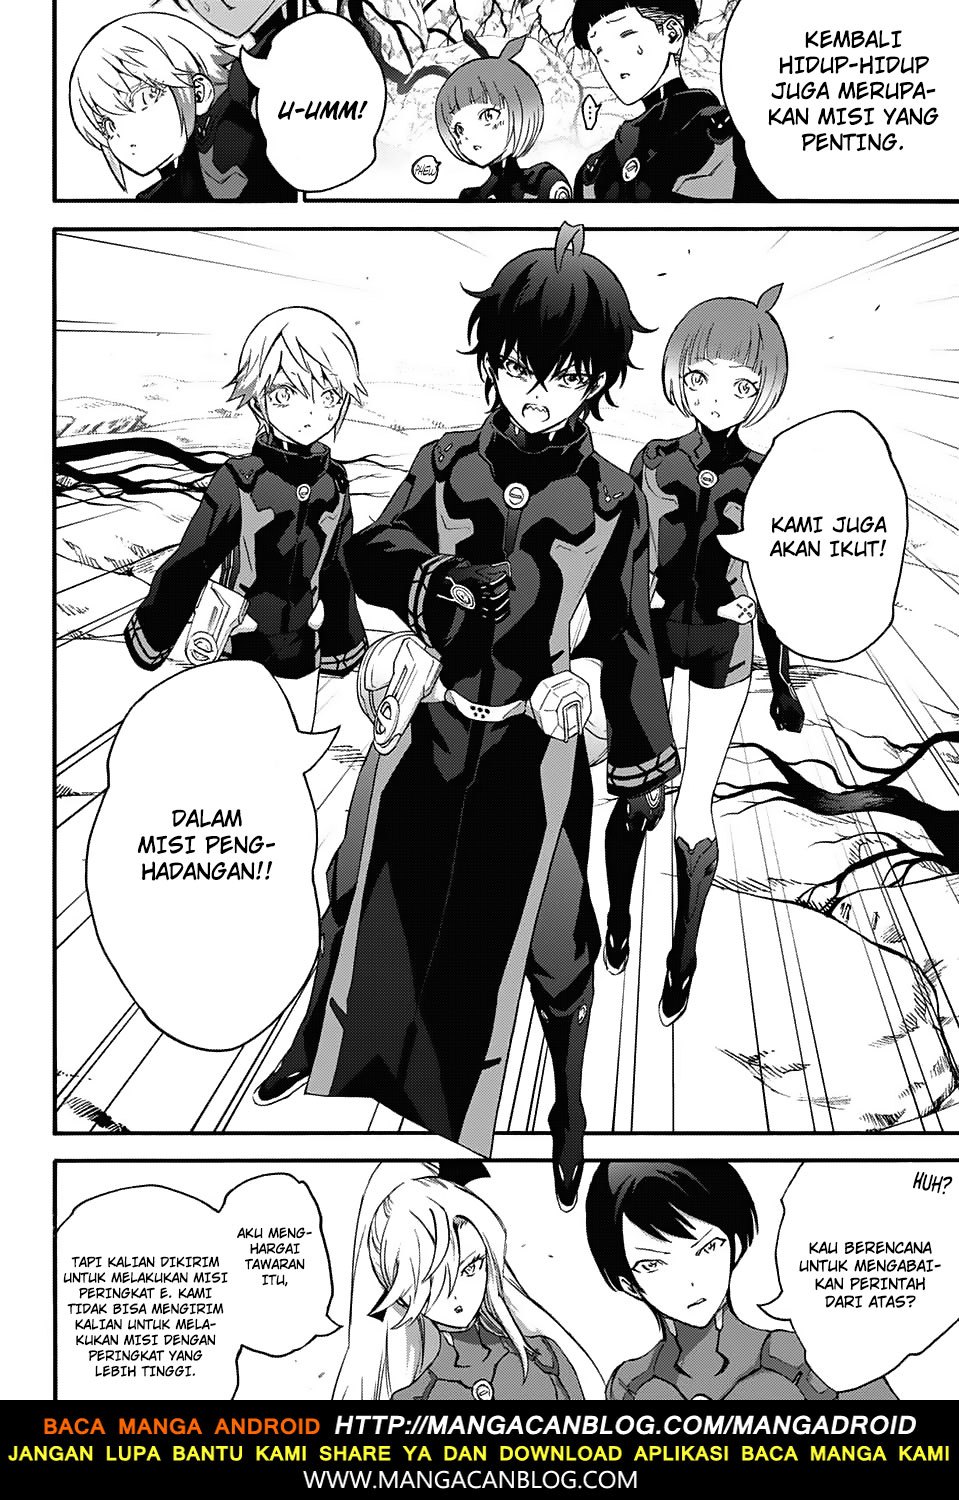 KEMBALI
HIDUP-HIDUP
JUGA MERUPA-
KAN MISI YANG
PENTING.
...
PHEW
U-UMM!
KAMI JUGA
AKAN IKUT!
DALAM
MISI PENG-
HADANGAN!!
HUH?
KAU BERENCANA
UNTUK MENGABAI-
KAN PERINTAH
DARI ATAS?
AKU MENG-
HARGAI
TAWARAN
ITU,
TAPI KALIAN DIKIRIM
UNTUK MELAKUKAN MISI
PERINGKAT E. KAMI
TIDAK BISA MENGIRIM
KALIAN UNTUK MELA-
KUKAN MISI DENGAN
PERINGKAT YANG
LEBIH TINGGI.
BACA MANGA ANDROID HTTP://MANGACANBLOG.COM/MANGADROID
JANGAN LUPA BANTU KAMI SHARE YA DAN DOWNLOAD APLIKASI BACA MANGA KAMI
WWW.MANGACANBLOG.COM